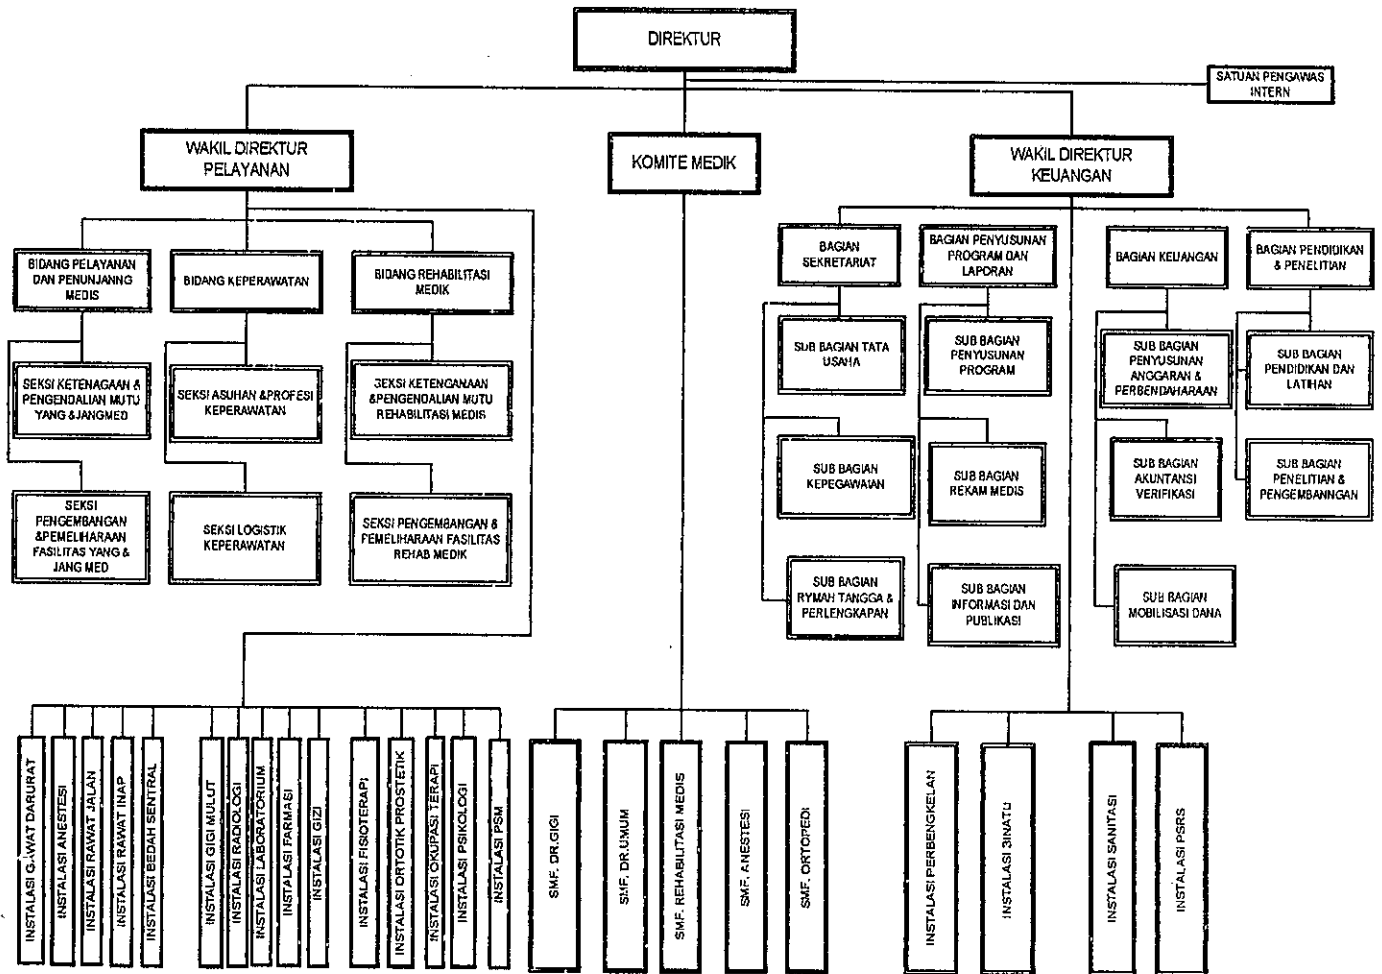 DIREKTUR
SATUAN PENGAWAS
INTERN
WAKIL DIREKTUR
PELAYANAN
KOMITE MEDIK
WAKIL DIREKTUR
KEUANGAN
BIDANG PELAYANAN
DAN PENUNJANNG
MEDIS
BIDANG KEPERAWATAN
BIDANG REHABILITASI
MEDIK
BAGIAN
SEKRETARIAT
BAGIAN PENYUSUNAN
PROGRAM DAN
LAPORAN
BAGIAN KEUANGAN
BAGIAN PENDIDIKAN
& PENELITIAN
SEKSI KETENAGAAN &
PENGENDALIAN MUTU
YANG &JANGMED
SEKSI ASUHAN &PROFESI
KEPERAWATAN
SEKSI KETENGANAAN
&PENGENDALIAN MUTU
REHABILITASI MEDIS
SUB BAGIAN TATA
USAHA
SUB BAGIAN
PENYUSUNAN
PROGRAM
SUB BAGIAN
PENYUSUNAN
ANGGARAN &
PERBENDAHARAAN
SUB BAGIAN
PENDIDIKAN DAN
LATIHAN
SEKSI
PENGEMBANGAN
&PEMELIHARAAN
FASILITAS YANG &
JANG MED
SEKSI LOGISTIK
KEPERAWATAN
SEKSI PENGEMBANGAN &
PEMELIHARAAN FASILITAS
REHAB MEDIK
SUB BAGIAN
KEPEGAWAIAN
SUB BAGIAN
REKAM MEDIS
SUB BAGIAN
AKUNTANSI
VERIFIKASI
SUB BAGIAN
PENELITIAN &
PENGEMBANNGAN
SUB BAGIAN
RYMAH TANGGA &
PERLENGKAPAN
SUB BAGIAN
INFORMASI DAN
PUBLIKASI
SUB BAGIAN
MOBILISASI DANA
INSTALASI GAWAT DARURAT
INSTALASI ANESTESI
INSTALASI RAWAT JALAN
INSTALASI RAWAT INAP
INSTALASI BEDAH SENTRAL
INSTALASI GIGI MULUT
INSTALASI RADIOLOGI
INSTALASI LABORATORIUM
INSTALASI FARMASI
INSTALASI GIZI
INSTALASI FISIOTERAPI
INSTALASI ORTOTIK PROSTETIK
INSTALASI OKUPASI TERAPI
INSTALASI PSIKOLOGI
INSTALASI PSM
SMF. DR.GIGI
SMF. DR.UMUM
SMF. REHABILITASI MEDIS
SMF. ANESTESI
SMF. ORTOPEDI
INSTALASI PERBENGKELAN
INSTALASI BINATU
INSTALASI SANITASI
INSTALASI PSRS